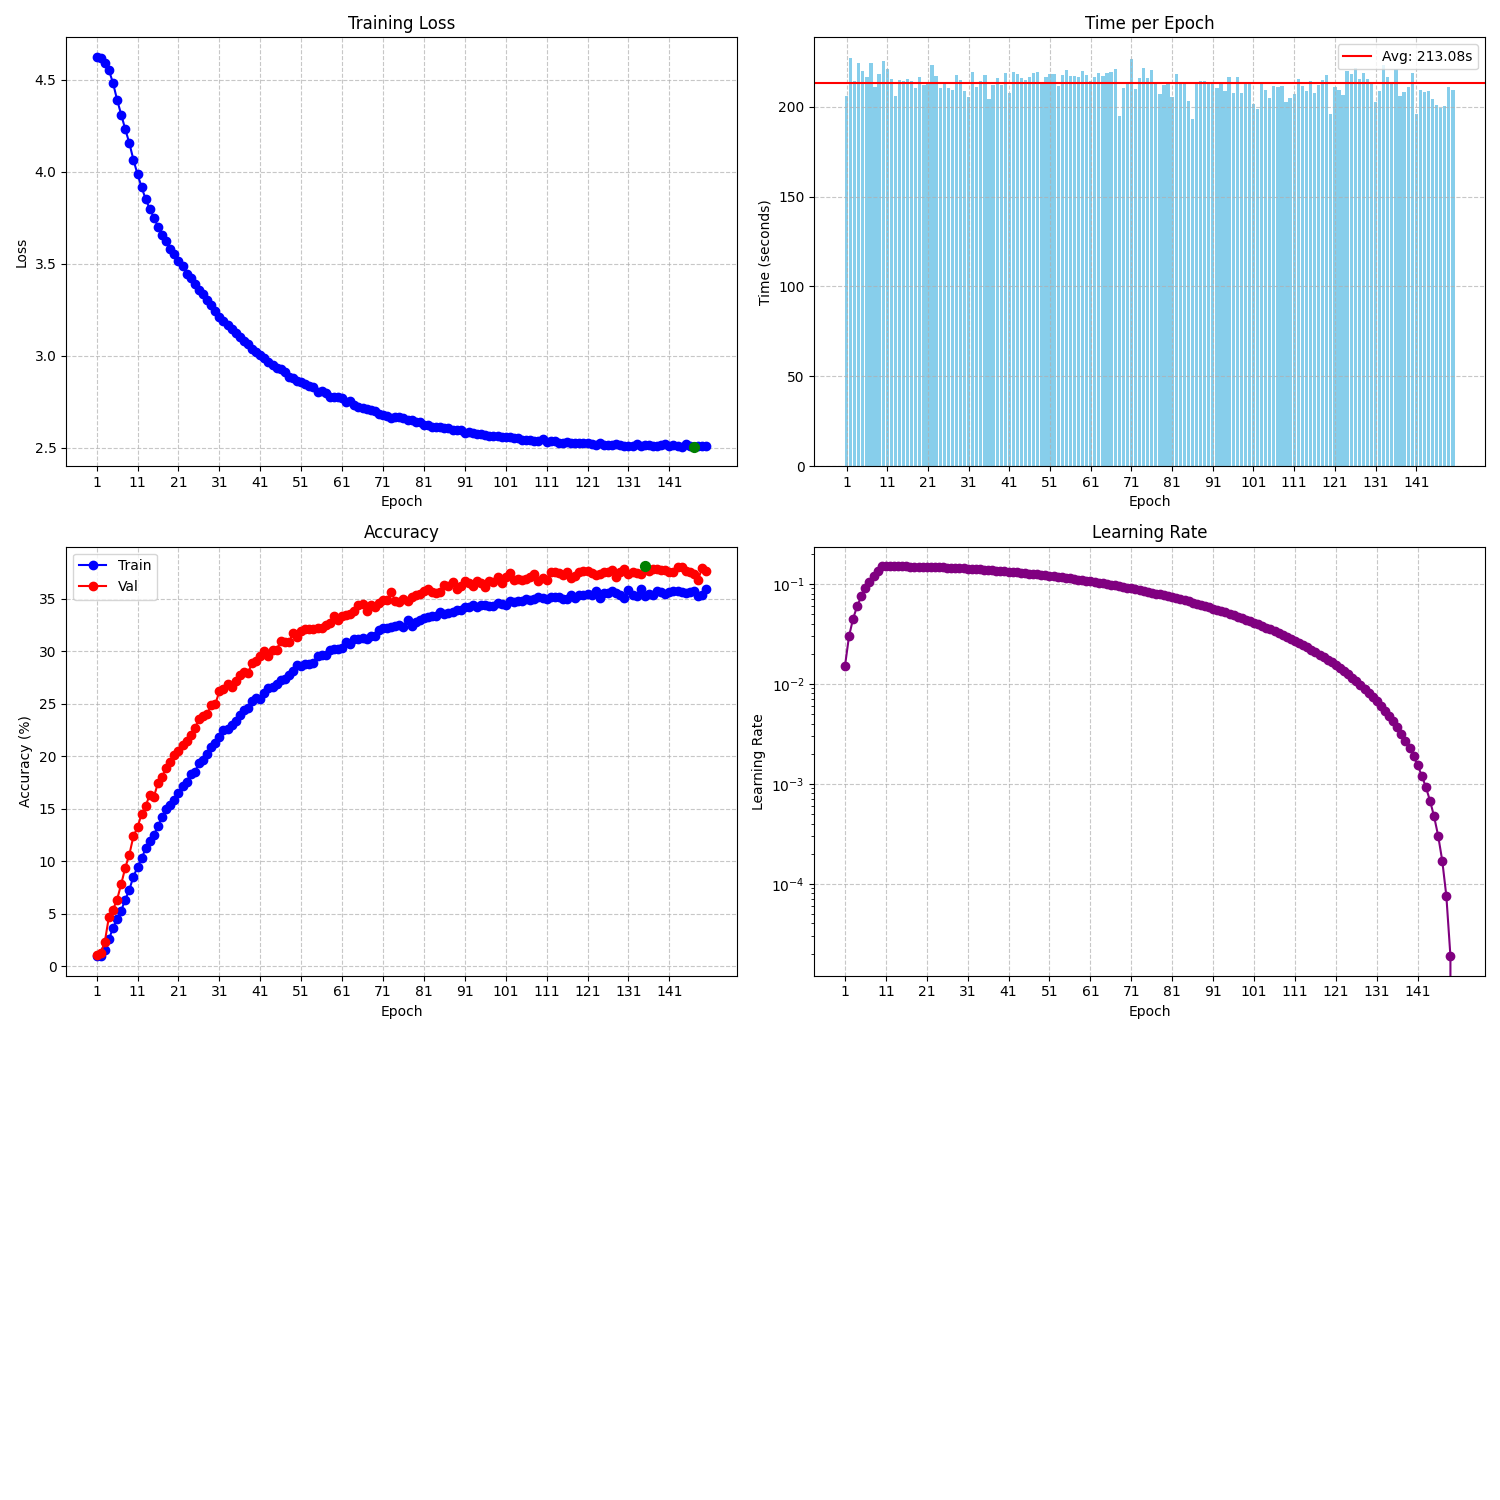 Training Loss
4.5
4.0
3.5
3.0
2.5
Loss
1 11 21 31 41 51 61 71 81 91 101 111 121 131 141
Epoch
Time per Epoch
Avg: 213.08s
200
150
100
50
0
Time (seconds)
1 11 21 31 41 51 61 71 81 91 101 111 121 131 141
Epoch
Accuracy
Train
Val
35
30
25
20
15
10
5
0
Accuracy (%)
1 11 21 31 41 51 61 71 81 91 101 111 121 131 141
Epoch
Learning Rate
10⁻¹
10⁻²
10⁻³
10⁻⁴
Learning Rate
1 11 21 31 41 51 61 71 81 91 101 111 121 131 141
Epoch